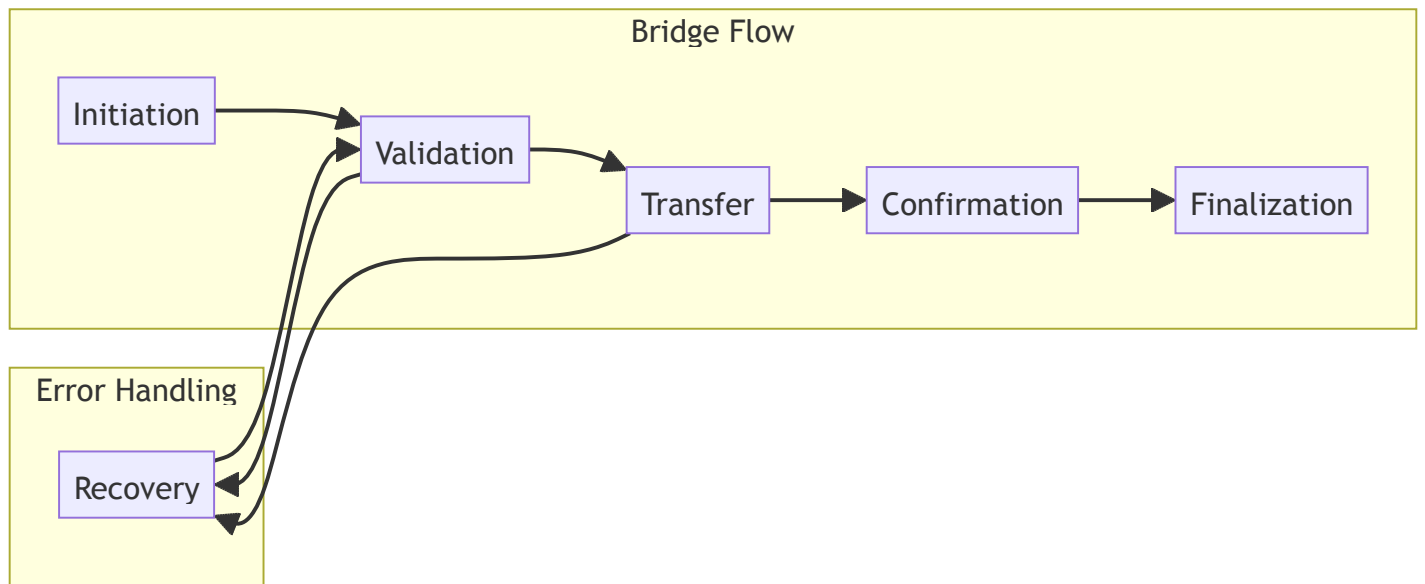 Bridge Flow
Initiation
Validation
Transfer
Confirmation
Finalization
Error Handling
Recovery